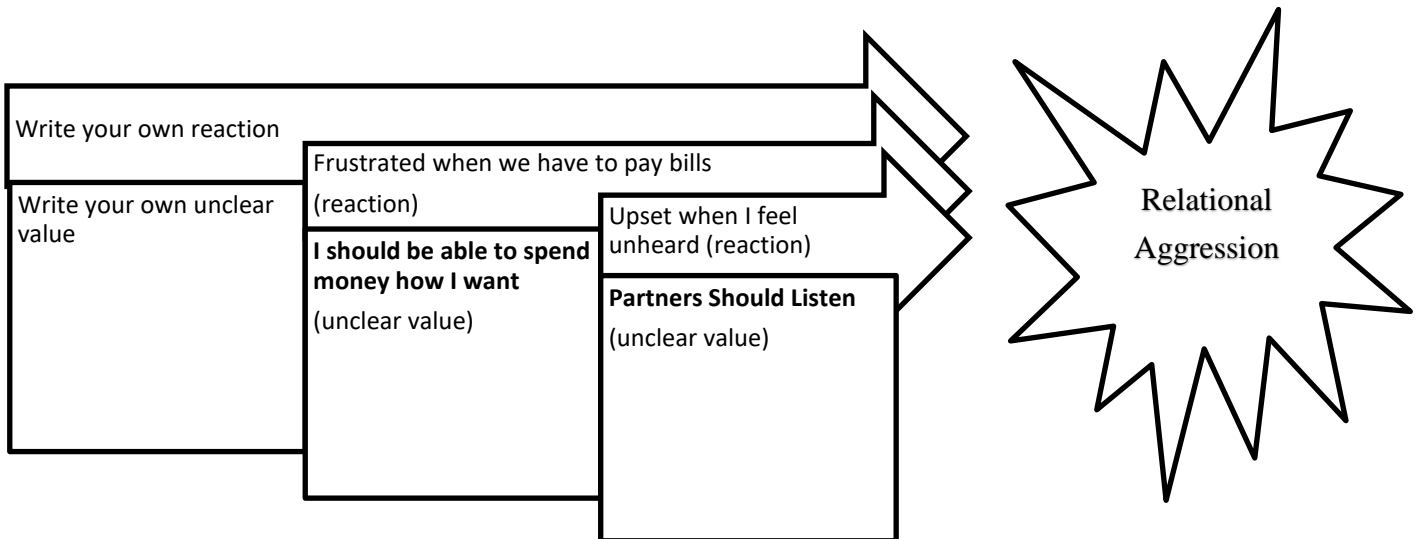 Write your own reaction
Write your own unclear
value
Frustrated when we have to pay bills
(reaction)
I should be able to spend
money how I want
(unclear value)
Upset when I feel
unheard (reaction)
Partners Should Listen
(unclear value)
Relational
Aggression